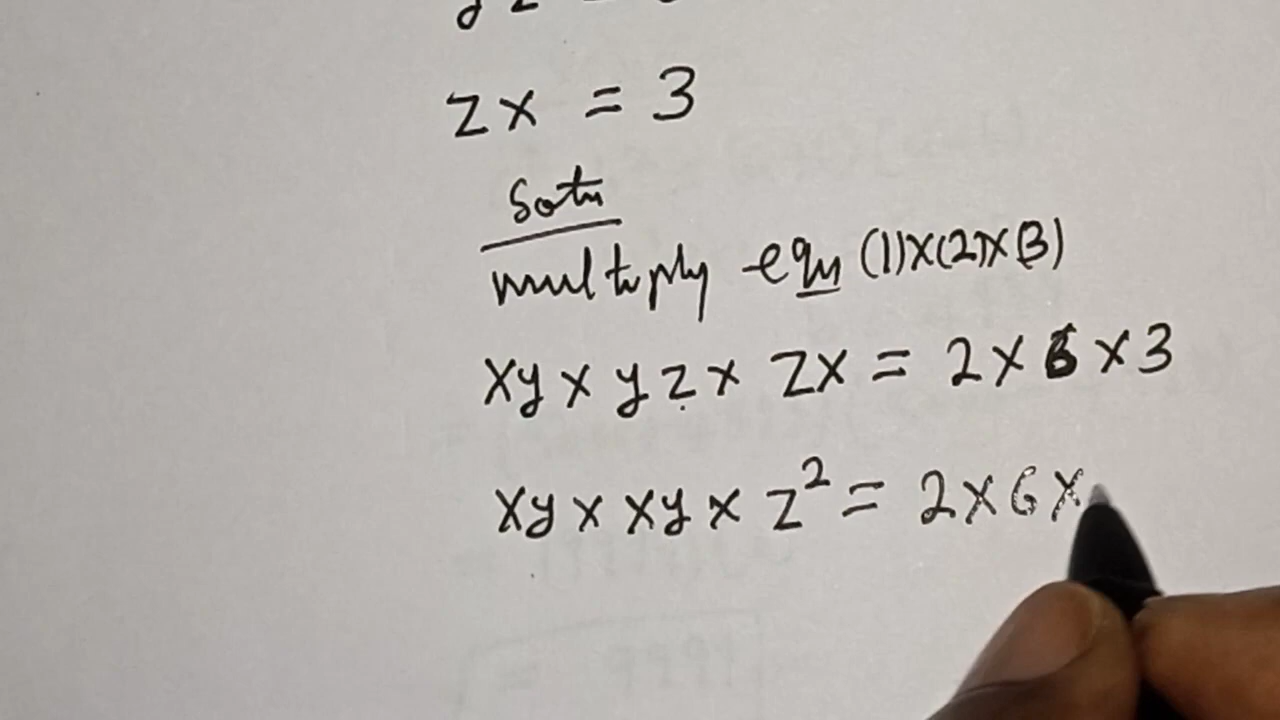 zx = 3
Soln
multiply eqn (1)x(2)x(3)
xy x yz x zx = 2 x 6 x 3
xy x xy x z² = 2 x 6 x